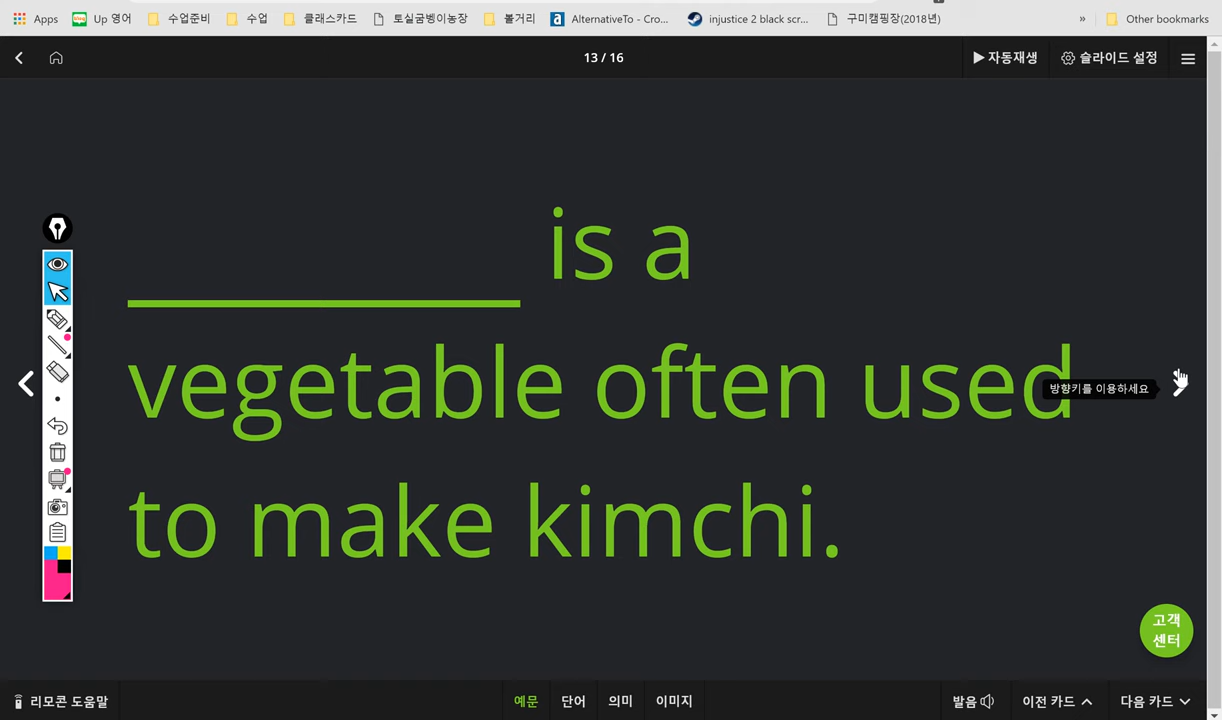 Apps Up 영어 수업준비 수업 클래스카드 토실굼벵이농장 볼거리 a AlternativeTo - Cro... injustice 2 black scr... 구미캠핑장(2018년) » Other bookmarks
13 / 16 자동재생 슬라이드 설정
____________ is a
vegetable often used
방향키를 이용하세요
to make kimchi.
고객
센터
리모콘 도움말 예문 단어 의미 이미지 발음 이전 카드 다음 카드